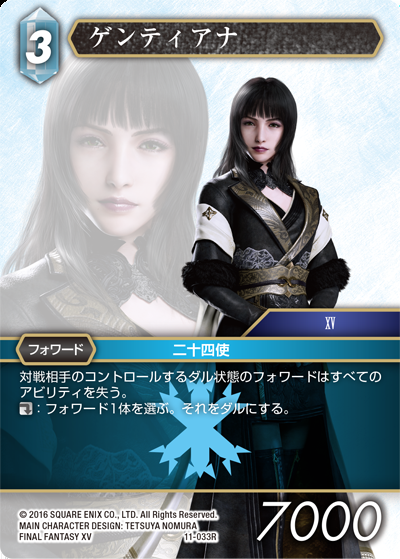 3
ゲンティアナ
XV
フォワード
二十四使
対戦相手のコントロールするダル状態のフォワードはすべての
アビリティを失う。
：フォワード1体を選ぶ。それをダルにする。
© 2016 SQUARE ENIX CO., LTD. All Rights Reserved.
MAIN CHARACTER DESIGN: TETSUYA NOMURA
FINAL FANTASY XV
11-033R
7000